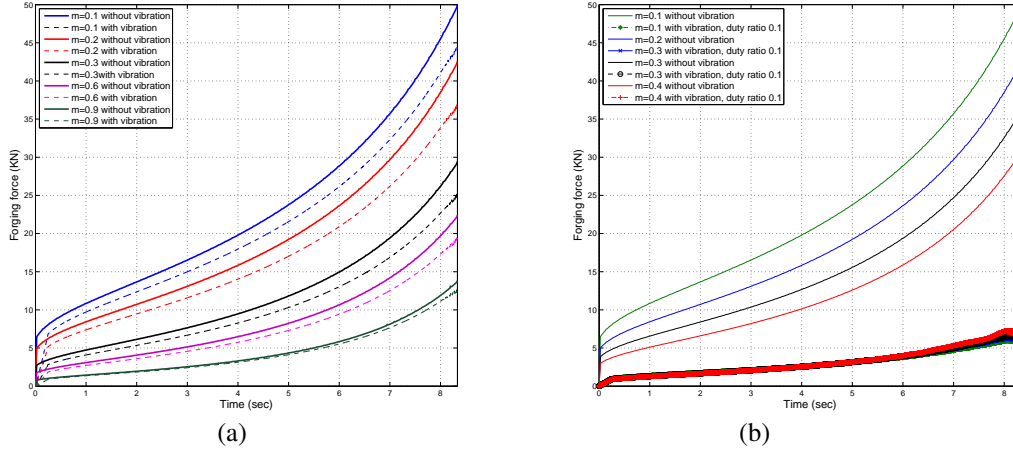 m=0.1 without vibration
m=0.1 with vibration
m=0.2 without vibration
m=0.2 with vibration
m=0.3 without vibration
m=0.3with vibration
m=0.6 without vibration
m=0.6 with vibration
m=0.9 without vibration
m=0.9 with vibration
50
45
40
35
30
25
20
15
10
5
0
Forging force (KN)
0 1 2 3 4 5 6 7 8
Time (sec)
(a)
m=0.1 without vibration
m=0.1 with vibration, duty ratio 0.1
m=0.2 without vibration
m=0.3 with vibration, duty ratio 0.1
m=0.3 without vibration
m=0.3 with vibration, duty ratio 0.1
m=0.4 without vibration
m=0.4 with vibration, duty ratio 0.1
50
45
40
35
30
25
20
15
10
5
0
Forging force (KN)
0 1 2 3 4 5 6 7 8
Time (sec)
(b)